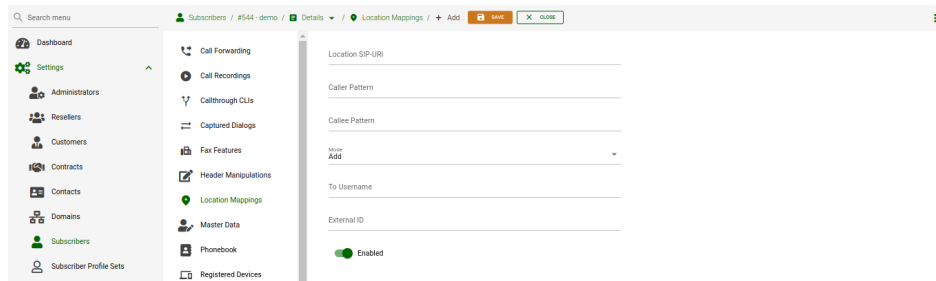 Search menu
Subscribers / #544 - demo / Details / Location Mappings / + Add SAVE CLOSE
Dashboard
Settings
Administrators
Resellers
Customers
Contracts
Contacts
Domains
Subscribers
Subscriber Profile Sets
Call Forwarding
Call Recordings
Callthrough CLIs
Captured Dialogs
Fax Features
Header Manipulations
Location Mappings
Master Data
Phonebook
Registered Devices
Location SIP-URI
Caller Pattern
Callee Pattern
Mode
Add
To Username
External ID
Enabled